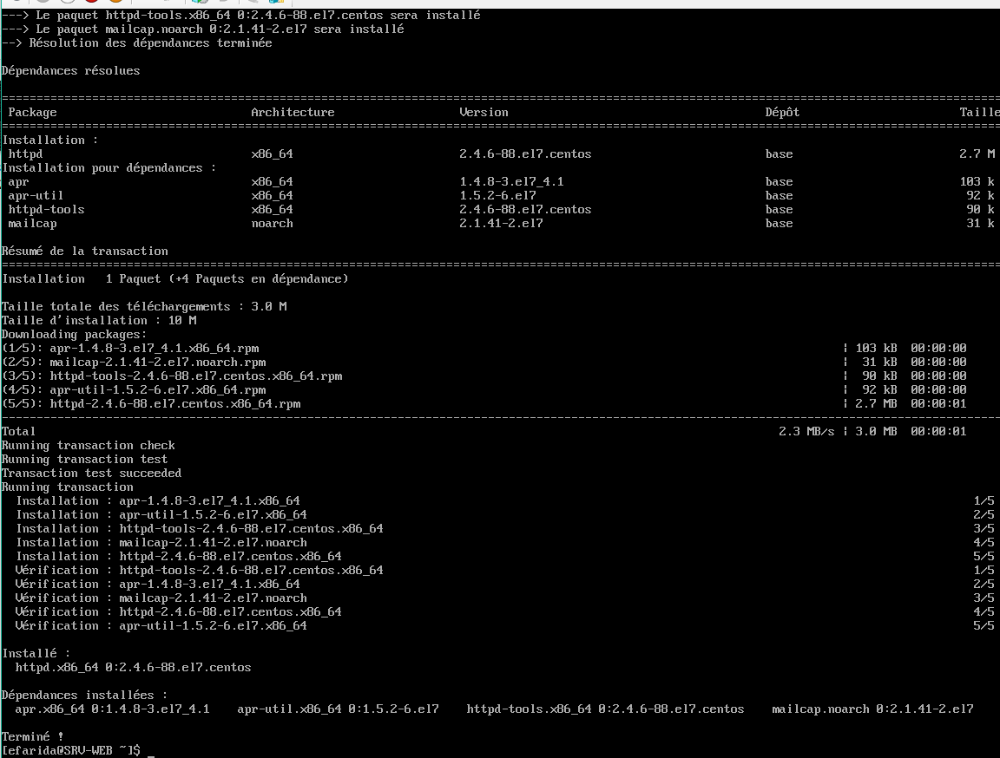 ---> Le paquet httpd-tools.x86_64 0:2.4.6-88.el7.centos sera installé
---> Le paquet mailcap.noarch 0:2.1.41-2.el7 sera installé
--> Résolution des dépendances terminée
Dépendances résolues
================================================================================
Package Architecture Version Dépôt Taille
================================================================================
Installation :
httpd x86_64 2.4.6-88.el7.centos base 2.7 M
Installation pour dépendances :
apr x86_64 1.4.8-3.el7_4.1 base 103 k
apr-util x86_64 1.5.2-6.el7 base 92 k
httpd-tools x86_64 2.4.6-88.el7.centos base 90 k
mailcap noarch 2.1.41-2.el7 base 31 k
Résumé de la transaction
================================================================================
Installation 1 Paquet (+4 Paquets en dépendance)
Taille totale des téléchargements : 3.0 M
Taille d'installation : 10 M
Downloading packages:
(1/5): apr-1.4.8-3.el7_4.1.x86_64.rpm | 103 kB 00:00:00
(2/5): mailcap-2.1.41-2.el7.noarch.rpm | 31 kB 00:00:00
(3/5): httpd-tools-2.4.6-88.el7.centos.x86_64.rpm | 90 kB 00:00:00
(4/5): apr-util-1.5.2-6.el7.x86_64.rpm | 92 kB 00:00:00
(5/5): httpd-2.4.6-88.el7.centos.x86_64.rpm | 2.7 MB 00:00:01
--------------------------------------------------------------------------------
Total 2.3 MB/s | 3.0 MB 00:00:01
Running transaction check
Running transaction test
Transaction test succeeded
Running transaction
Installation : apr-1.4.8-3.el7_4.1.x86_64 1/5
Installation : apr-util-1.5.2-6.el7.x86_64 2/5
Installation : httpd-tools-2.4.6-88.el7.centos.x86_64 3/5
Installation : mailcap-2.1.41-2.el7.noarch 4/5
Installation : httpd-2.4.6-88.el7.centos.x86_64 5/5
Vérification : httpd-tools-2.4.6-88.el7.centos.x86_64 1/5
Vérification : apr-1.4.8-3.el7_4.1.x86_64 2/5
Vérification : mailcap-2.1.41-2.el7.noarch 3/5
Vérification : httpd-2.4.6-88.el7.centos.x86_64 4/5
Vérification : apr-util-1.5.2-6.el7.x86_64 5/5
Installé :
httpd.x86_64 0:2.4.6-88.el7.centos
Dépendances installées :
apr.x86_64 0:1.4.8-3.el7_4.1 apr-util.x86_64 0:1.5.2-6.el7 httpd-tools.x86_64 0:2.4.6-88.el7.centos mailcap.noarch 0:2.1.41-2.el7
Terminé !
[efarida@SRV-WEB ~]$ _